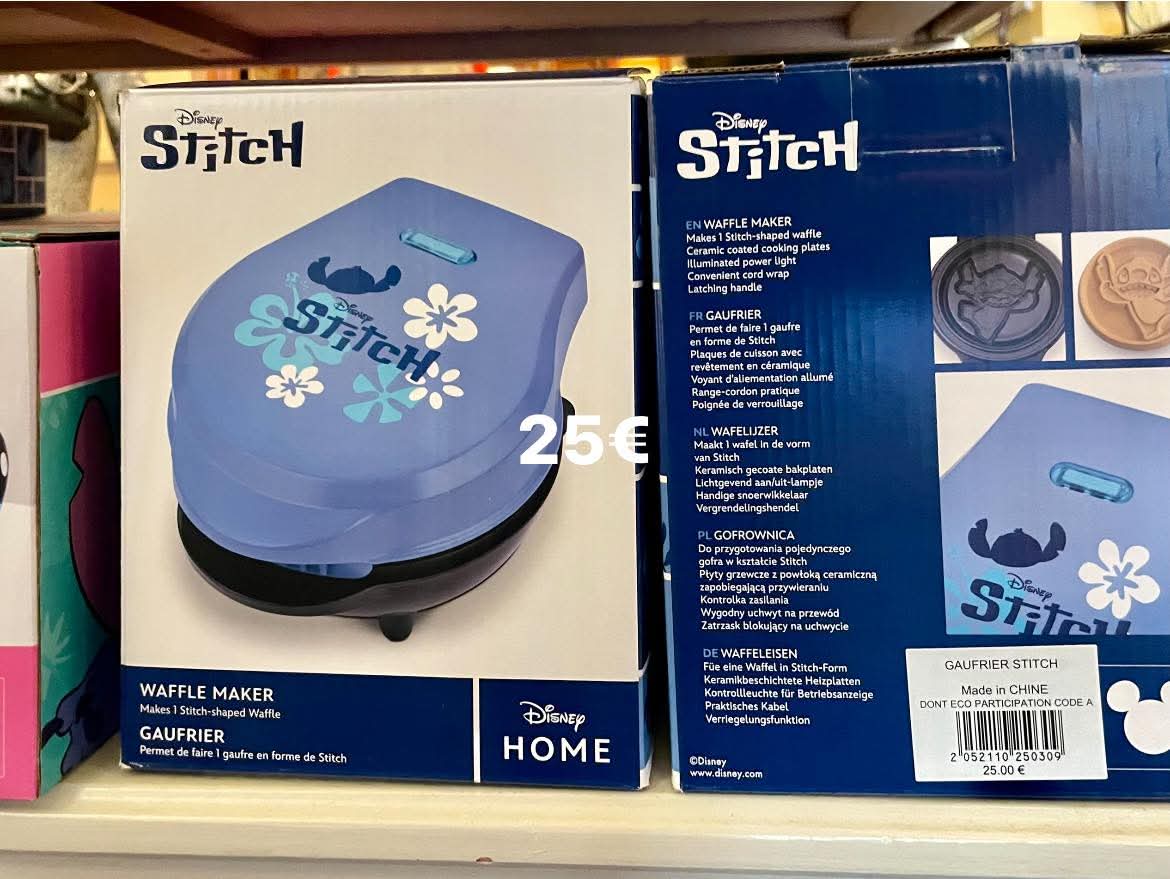 Disney
Stitch
Disney
Stitch
25€
WAFFLE MAKER
Makes 1 Stitch-shaped Waffle
GAUFRIER
Permet de faire 1 gaufre en forme de Stitch
Disney
HOME
Disney
Stitch
EN WAFFLE MAKER
Makes 1 Stitch-shaped waffle
Ceramic coated cooking plates
Illuminated power light
Convenient cord wrap
Latching handle
FR GAUFRIER
Permet de faire 1 gaufre
en forme de Stitch
Plaques de cuisson avec
revêtement en céramique
Voyant d'aliementation allumé
Range-cordon pratique
Poignée de verrouillage
NL WAFELIJZER
Maakt 1 wafel in de vorm
van Stitch
Keramisch gecoate bakplaten
Lichtgevend aan/uit-lampje
Handige snoerwikkelaar
Vergrendelingshendel
PL GOFROWNICA
Do przygotowania pojedynczego
gofra w kształcie Stitch
Płyty grzewcze z powłoką ceramiczną
zapobiegającą przywieraniu
Kontrolka zasilania
Wygodny uchwyt na przewód
Zatrzask blokujący na uchwycie
DE WAFFELEISEN
Füe eine Waffel in Stitch-Form
Keramikbeschichtete Heizplatten
Kontrollleuchte für Betriebsanzeige
Praktisches Kabel
Verriegelungsfunktion
©Disney
www.disney.com
Disney
Stitch
GAUFRIER STITCH
Made in CHINE
DONT ECO PARTICIPATION CODE A
2 052110 250309
25.00 €